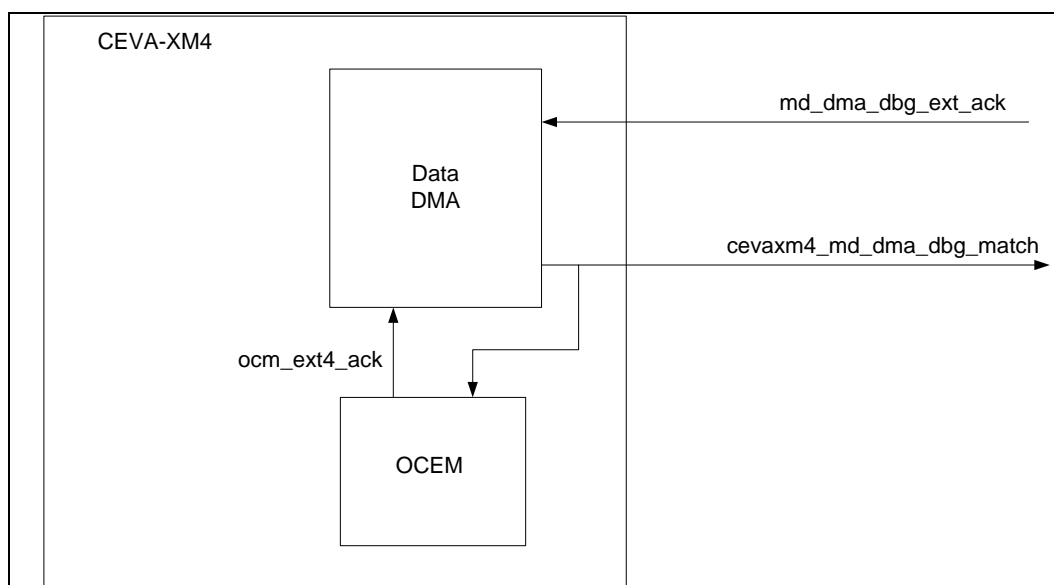 CEVA-XM4
md_dma_dbg_ext_ack
Data
DMA
cevaxm4_md_dma_dbg_match
ocm_ext4_ack
OCEM